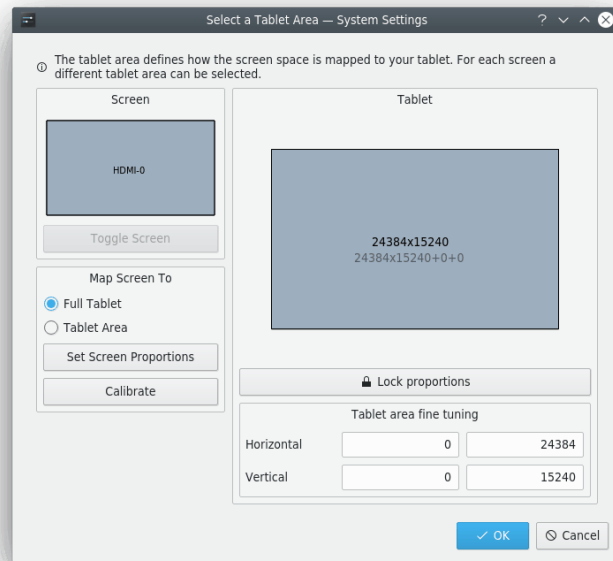 Select a Tablet Area — System Settings
The tablet area defines how the screen space is mapped to your tablet. For each screen a
different tablet area can be selected.
Screen
HDMI-0
Toggle Screen
Map Screen To
Full Tablet
Tablet Area
Set Screen Proportions
Calibrate
Tablet
24384x15240
24384x15240+0+0
Lock proportions
Tablet area fine tuning
Horizontal 0 24384
Vertical 0 15240
OK Cancel